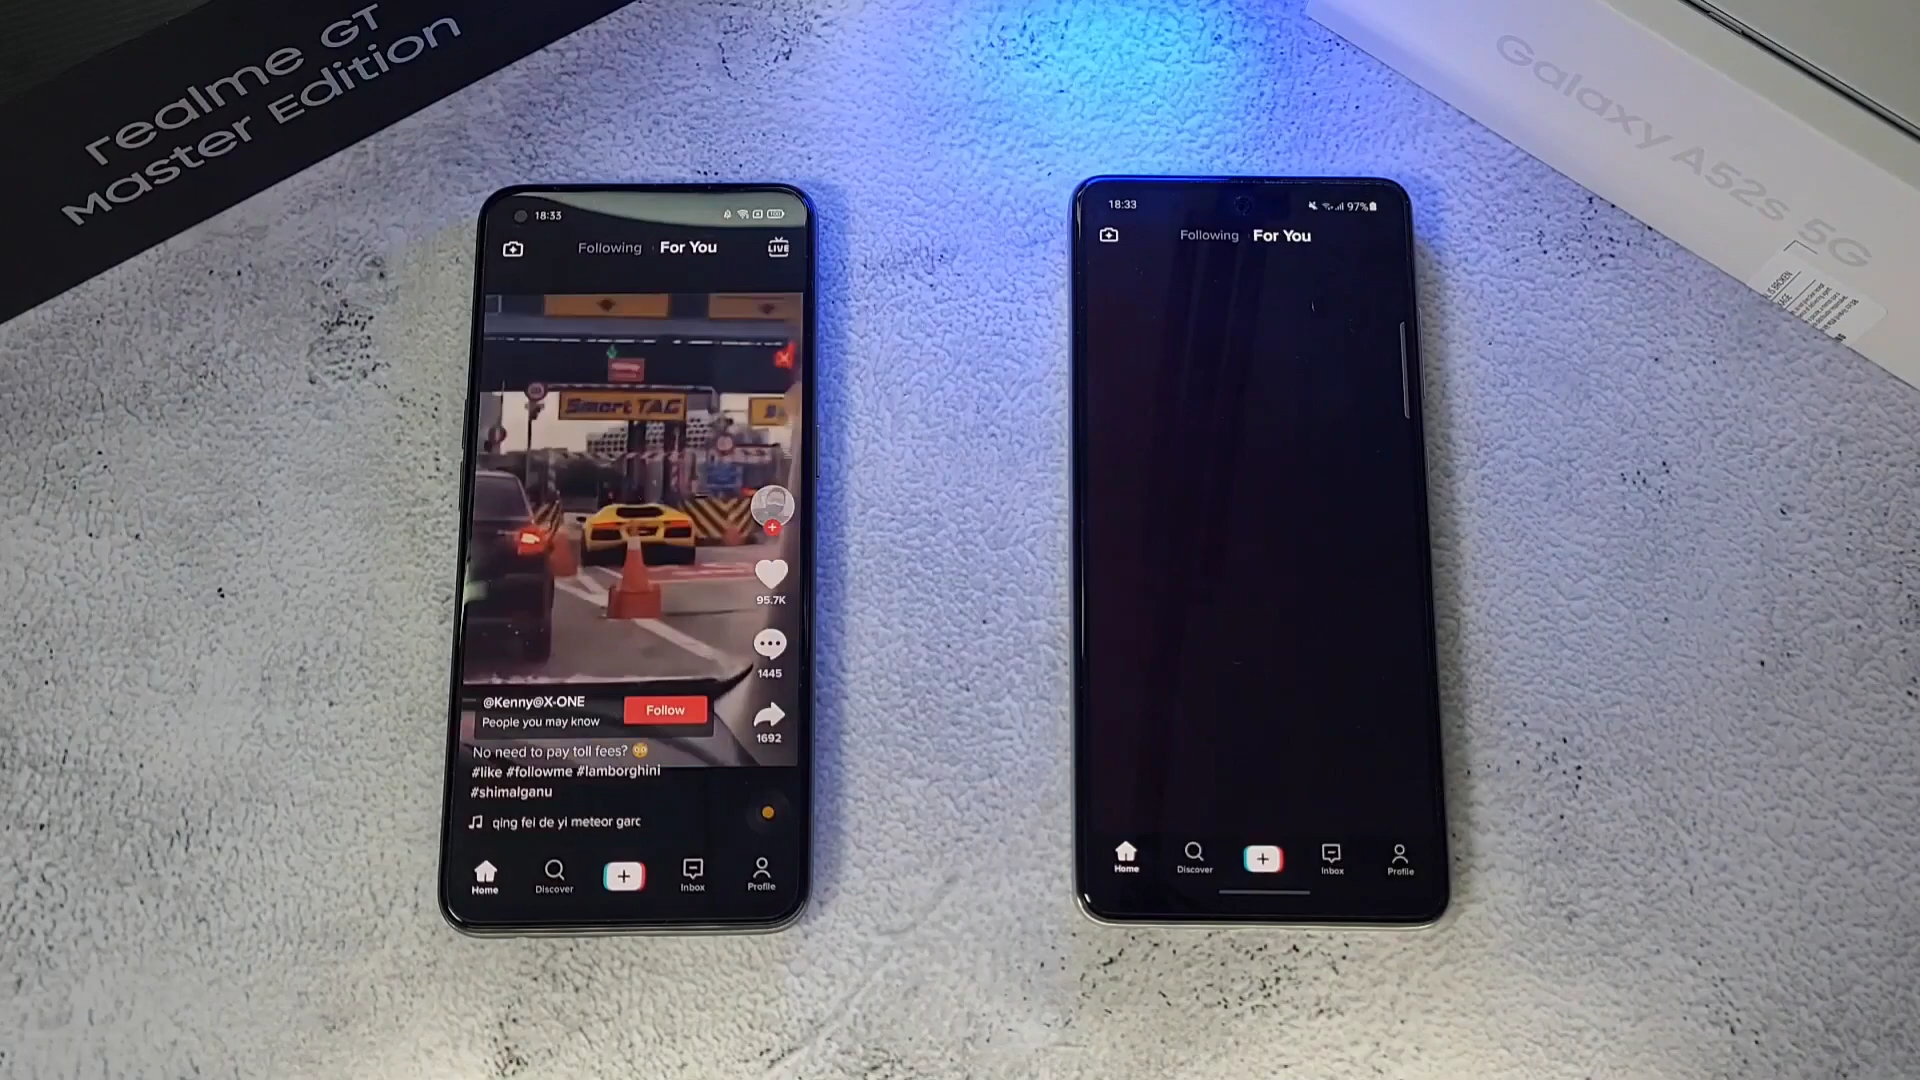 realme GT
Master Edition
Galaxy A52s 5G
18:33
100
Following
For You
LIVE
Smart TAG
95.7K
1445
@Kenny@X-ONE
People you may know
Follow
1692
No need to pay toll fees? 😳
#like #followme #lamborghini
#shimalganu
qing fei de yi meteor garc
Home
Discover
Inbox
Profile
18:33
97%
Following
For You
Home
Discover
Inbox
Profile